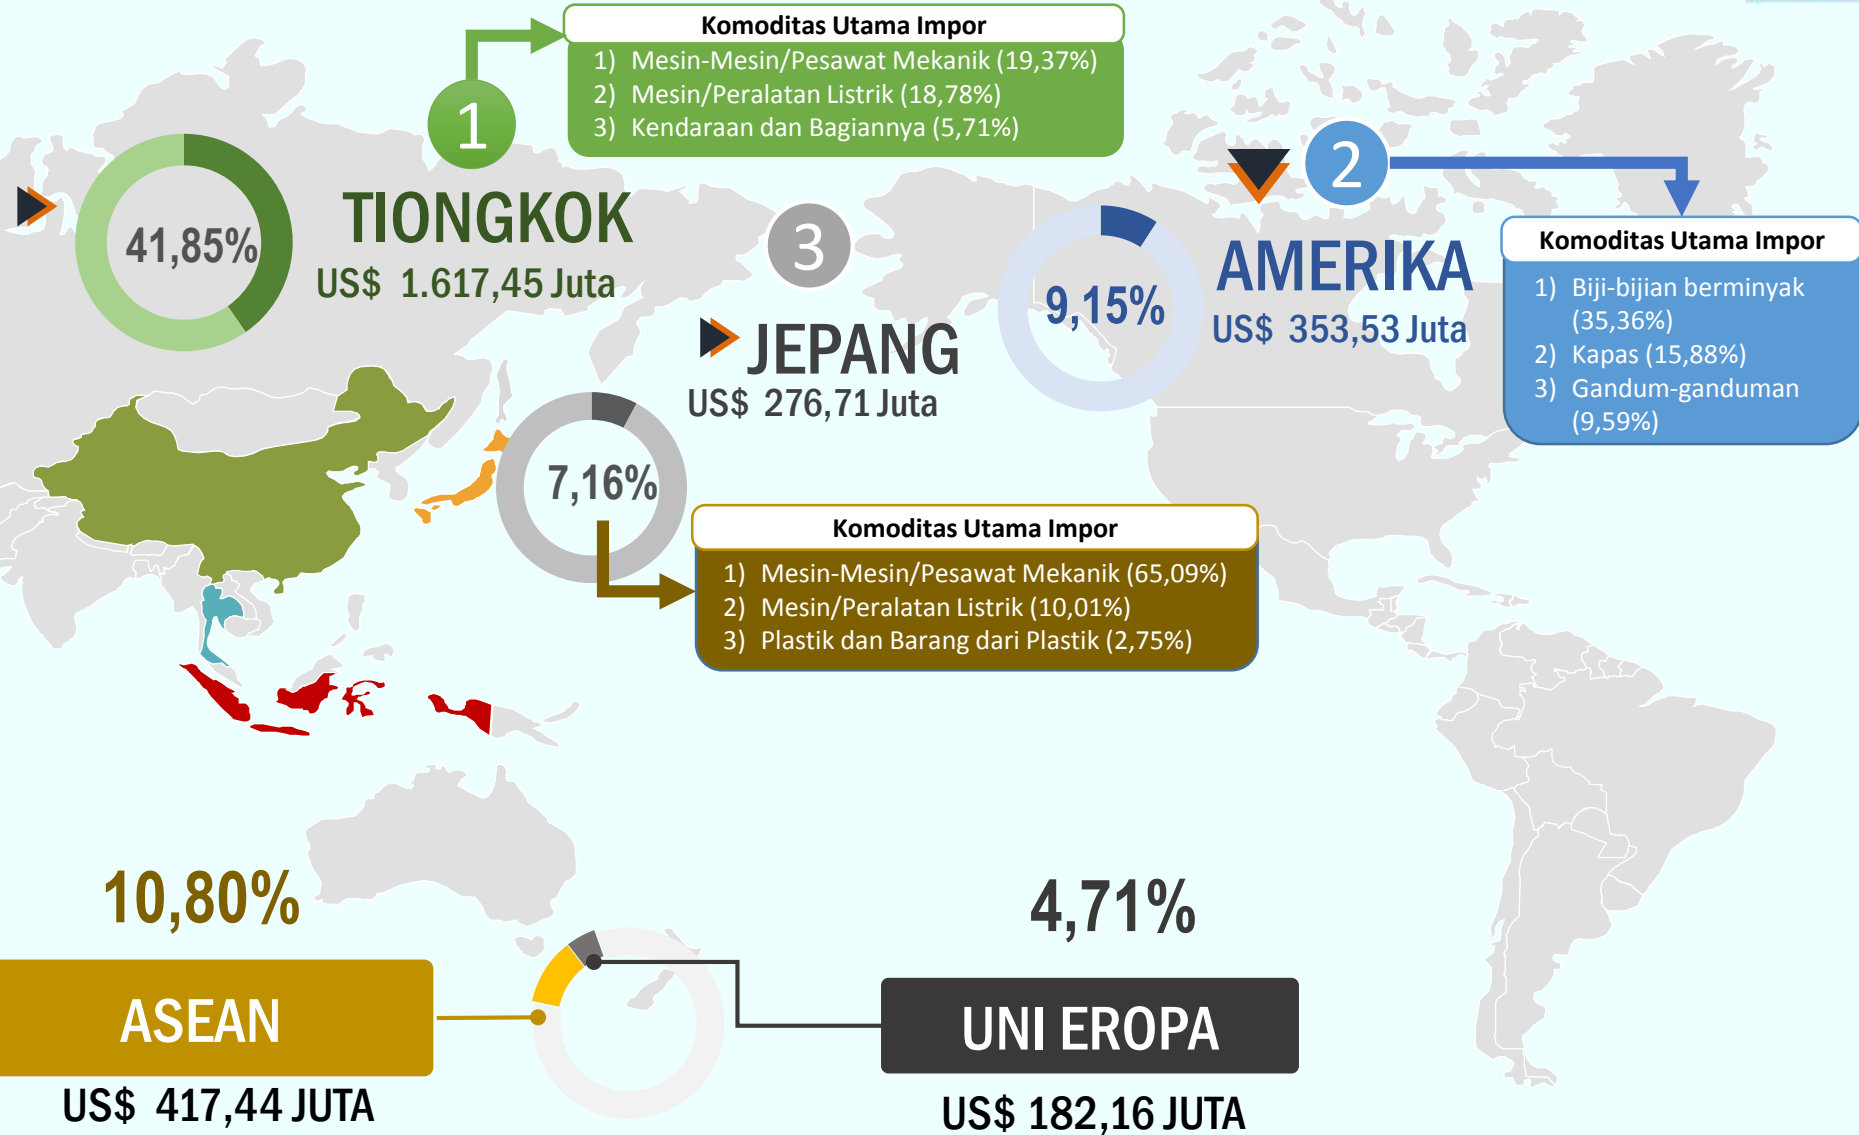 Komoditas Utama Impor
1) Mesin-Mesin/Pesawat Mekanik (19,37%)
2) Mesin/Peralatan Listrik (18,78%)
3) Kendaraan dan Bagiannya (5,71%)
1
41,85%
TIONGKOK
US$ 1.617,45 Juta
2
AMERIKA
9,15%
US$ 353,53 Juta
Komoditas Utama Impor
1) Biji-bijian berminyak
(35,36%)
2) Kapas (15,88%)
3) Gandum-ganduman
(9,59%)
3
JEPANG
US$ 276,71 Juta
7,16%
Komoditas Utama Impor
1) Mesin-Mesin/Pesawat Mekanik (65,09%)
2) Mesin/Peralatan Listrik (10,01%)
3) Plastik dan Barang dari Plastik (2,75%)
10,80%
ASEAN
US$ 417,44 JUTA
4,71%
UNI EROPA
US$ 182,16 JUTA